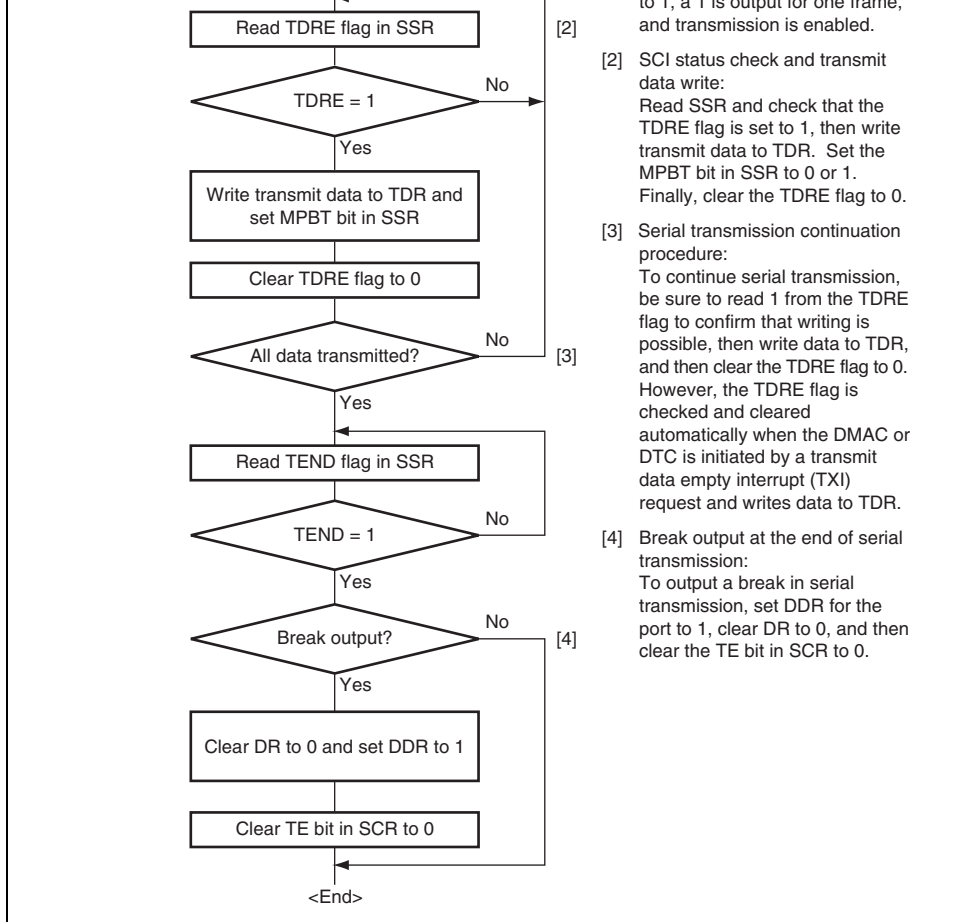 Read TDRE flag in SSR
[2]
TDRE = 1
No
Yes
Write transmit data to TDR and
set MPBT bit in SSR
Clear TDRE flag to 0
All data transmitted?
No
[3]
Yes
Read TEND flag in SSR
TEND = 1
No
Yes
Break output?
No
[4]
Yes
Clear DR to 0 and set DDR to 1
Clear TE bit in SCR to 0
<End>
to 1, a 1 is output for one frame,
and transmission is enabled.
[2] SCI status check and transmit
data write:
Read SSR and check that the
TDRE flag is set to 1, then write
transmit data to TDR. Set the
MPBT bit in SSR to 0 or 1.
Finally, clear the TDRE flag to 0.
[3] Serial transmission continuation
procedure:
To continue serial transmission,
be sure to read 1 from the TDRE
flag to confirm that writing is
possible, then write data to TDR,
and then clear the TDRE flag to 0.
However, the TDRE flag is
checked and cleared
automatically when the DMAC or
DTC is initiated by a transmit
data empty interrupt (TXI)
request and writes data to TDR.
[4] Break output at the end of serial
transmission:
To output a break in serial
transmission, set DDR for the
port to 1, clear DR to 0, and then
clear the TE bit in SCR to 0.